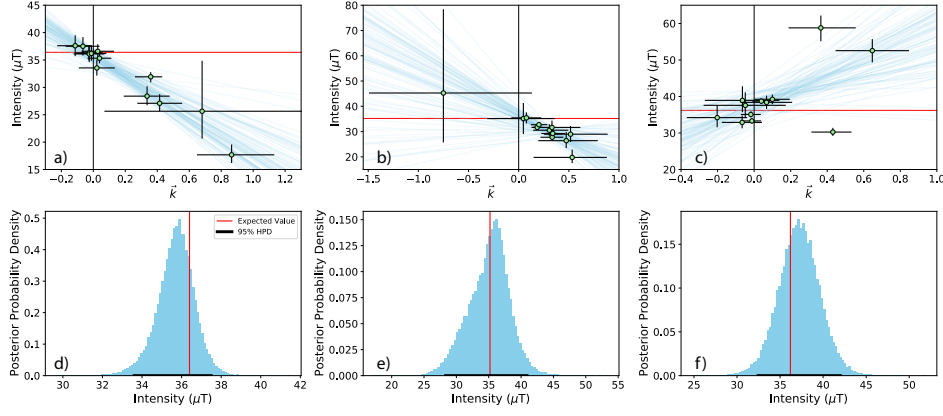 45
40
35
30
25
20
15
Intensity (μT)
a)
−0.2 0.0 0.2 0.4 0.6 0.8 1.0 1.2
k⃗
80
70
60
50
40
30
20
Intensity (μT)
b)
−1.5 −1.0 −0.5 0.0 0.5 1.0
k⃗
60
50
40
30
20
Intensity (μT)
c)
−0.4 −0.2 0.0 0.2 0.4 0.6 0.8 1.0
k⃗
0.5
0.4
0.3
0.2
0.1
0.0
Posterior Probability Density
Expected Value
95% HPD
d)
30 32 34 36 38 40 42
Intensity (μT)
0.150
0.125
0.100
0.075
0.050
0.025
0.000
Posterior Probability Density
e)
20 25 30 35 40 45 50 55
Intensity (μT)
0.15
0.10
0.05
0.00
Posterior Probability Density
f)
25 30 35 40 45 50
Intensity (μT)